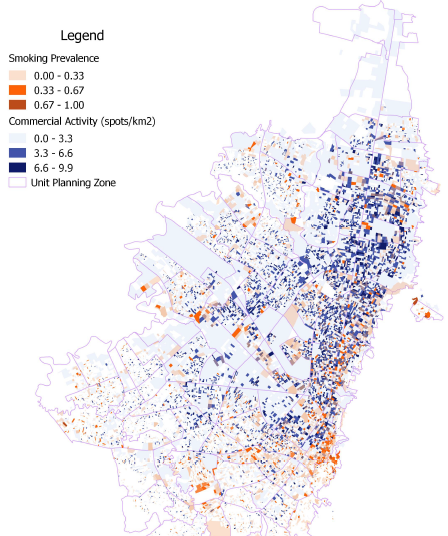 Legend
Smoking Prevalence
0.00 - 0.33
0.33 - 0.67
0.67 - 1.00
Commercial Activity (spots/km2)
0.0 - 3.3
3.3 - 6.6
6.6 - 9.9
Unit Planning Zone